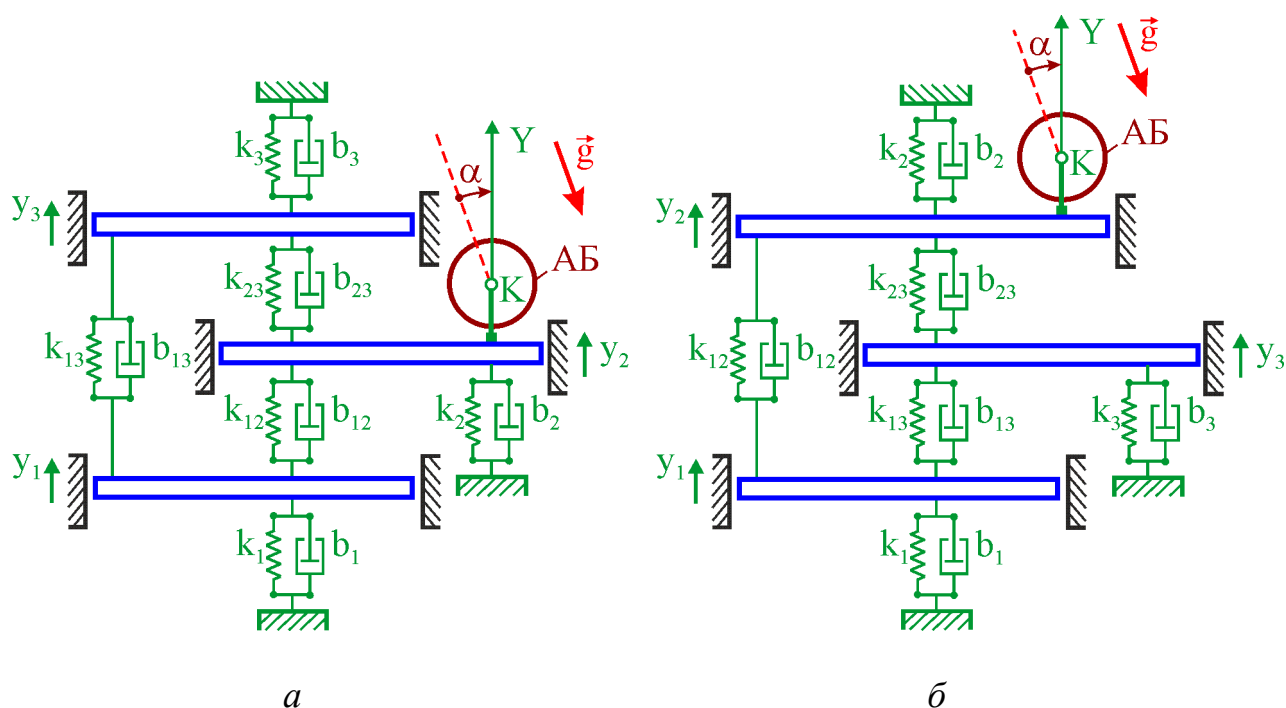 Y g⃗
α
k₃ b₃
y₃
АБ
k₂₃ b₂₃
K
k₁₃ b₁₃
y₂
k₁₂ b₁₂
k₂ b₂
y₁
k₁ b₁
а
Y g⃗
α
k₂ b₂
АБ
K
y₂
k₂₃ b₂₃
k₁₂ b₁₂
y₃
k₁₃ b₁₃
k₃ b₃
y₁
k₁ b₁
б